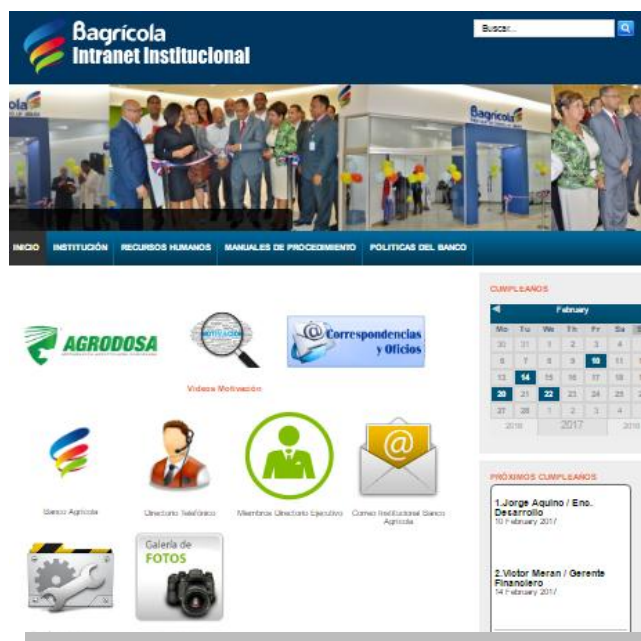 Bagrícola
Intranet Institucional
Buscar...
Bagrícola
INICIO
INSTITUCIÓN
RECURSOS HUMANOS
MANUALES DE PROCEDIMIENTO
POLITICAS DEL BANCO
AGRODOSA
MOTIVACIÓN
Videos Motivación
@Correspondencias
y Oficios
Banco Agrícola
Directorio Telefónico
Miembros Directorio Ejecutivo
Correo Institucional Banco
Agrícola
Galería de
FOTOS
CUMPLEAÑOS
February
Mo Tu We Th Fr Sa
30 31 1 2 3 4
6 7 8 9 10 11
13 14 15 16 17 18
20 21 22 23 24 25
27 28 1 2 3 4
2016 2017 2018
PRÓXIMOS CUMPLEAÑOS
1.Jorge Aquino / Enc.
Desarrollo
10 February 2017
2.Victor Meran / Gerente
Financiero
14 February 2017